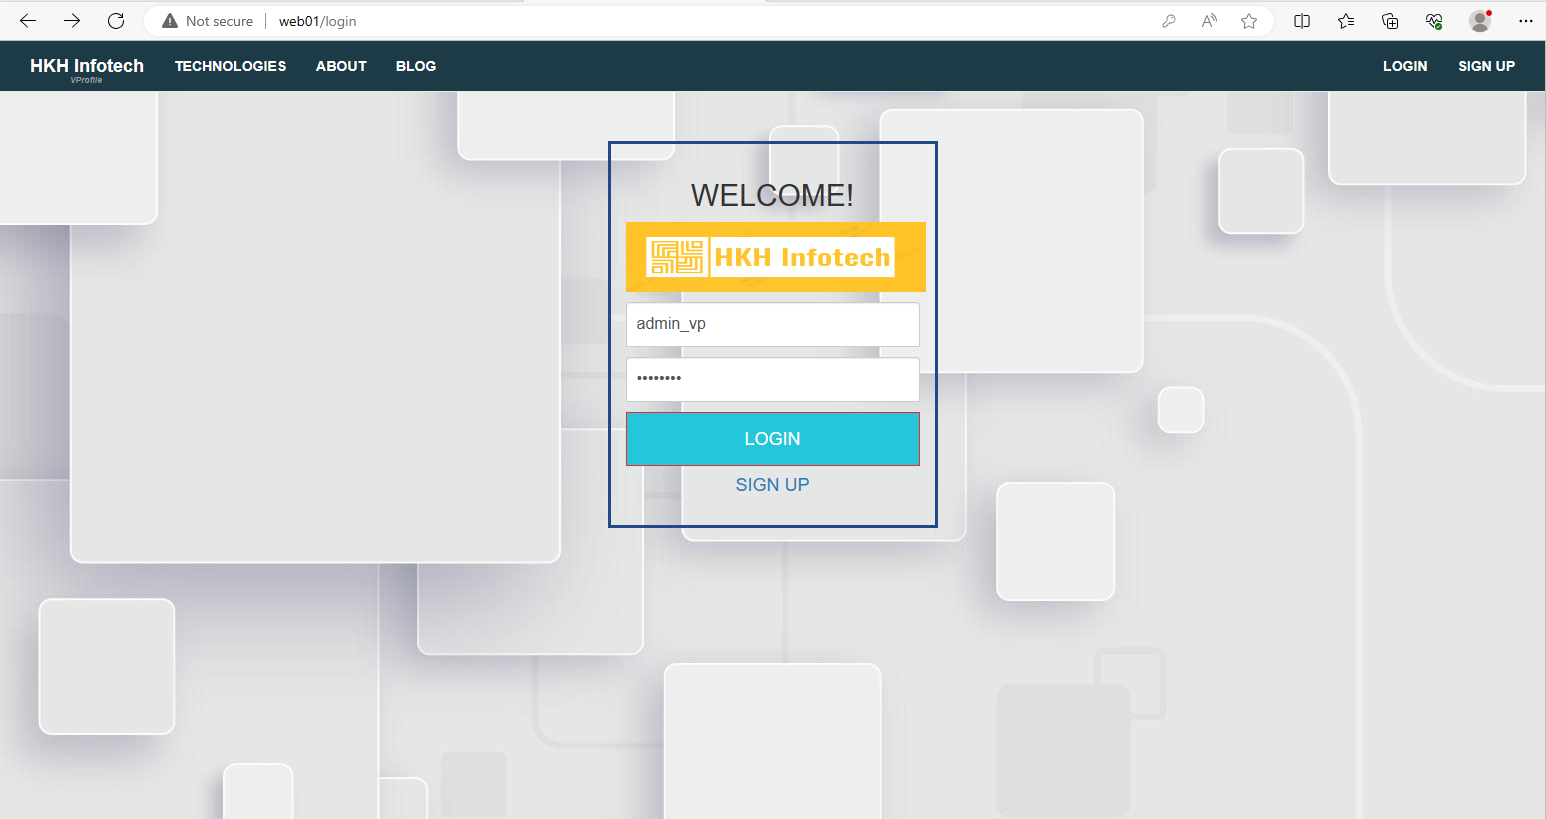 Not secure web01/login
HKH Infotech TECHNOLOGIES ABOUT BLOG LOGIN SIGN UP
VProfile
WELCOME!
HKH Infotech
admin_vp
••••••••
LOGIN
SIGN UP